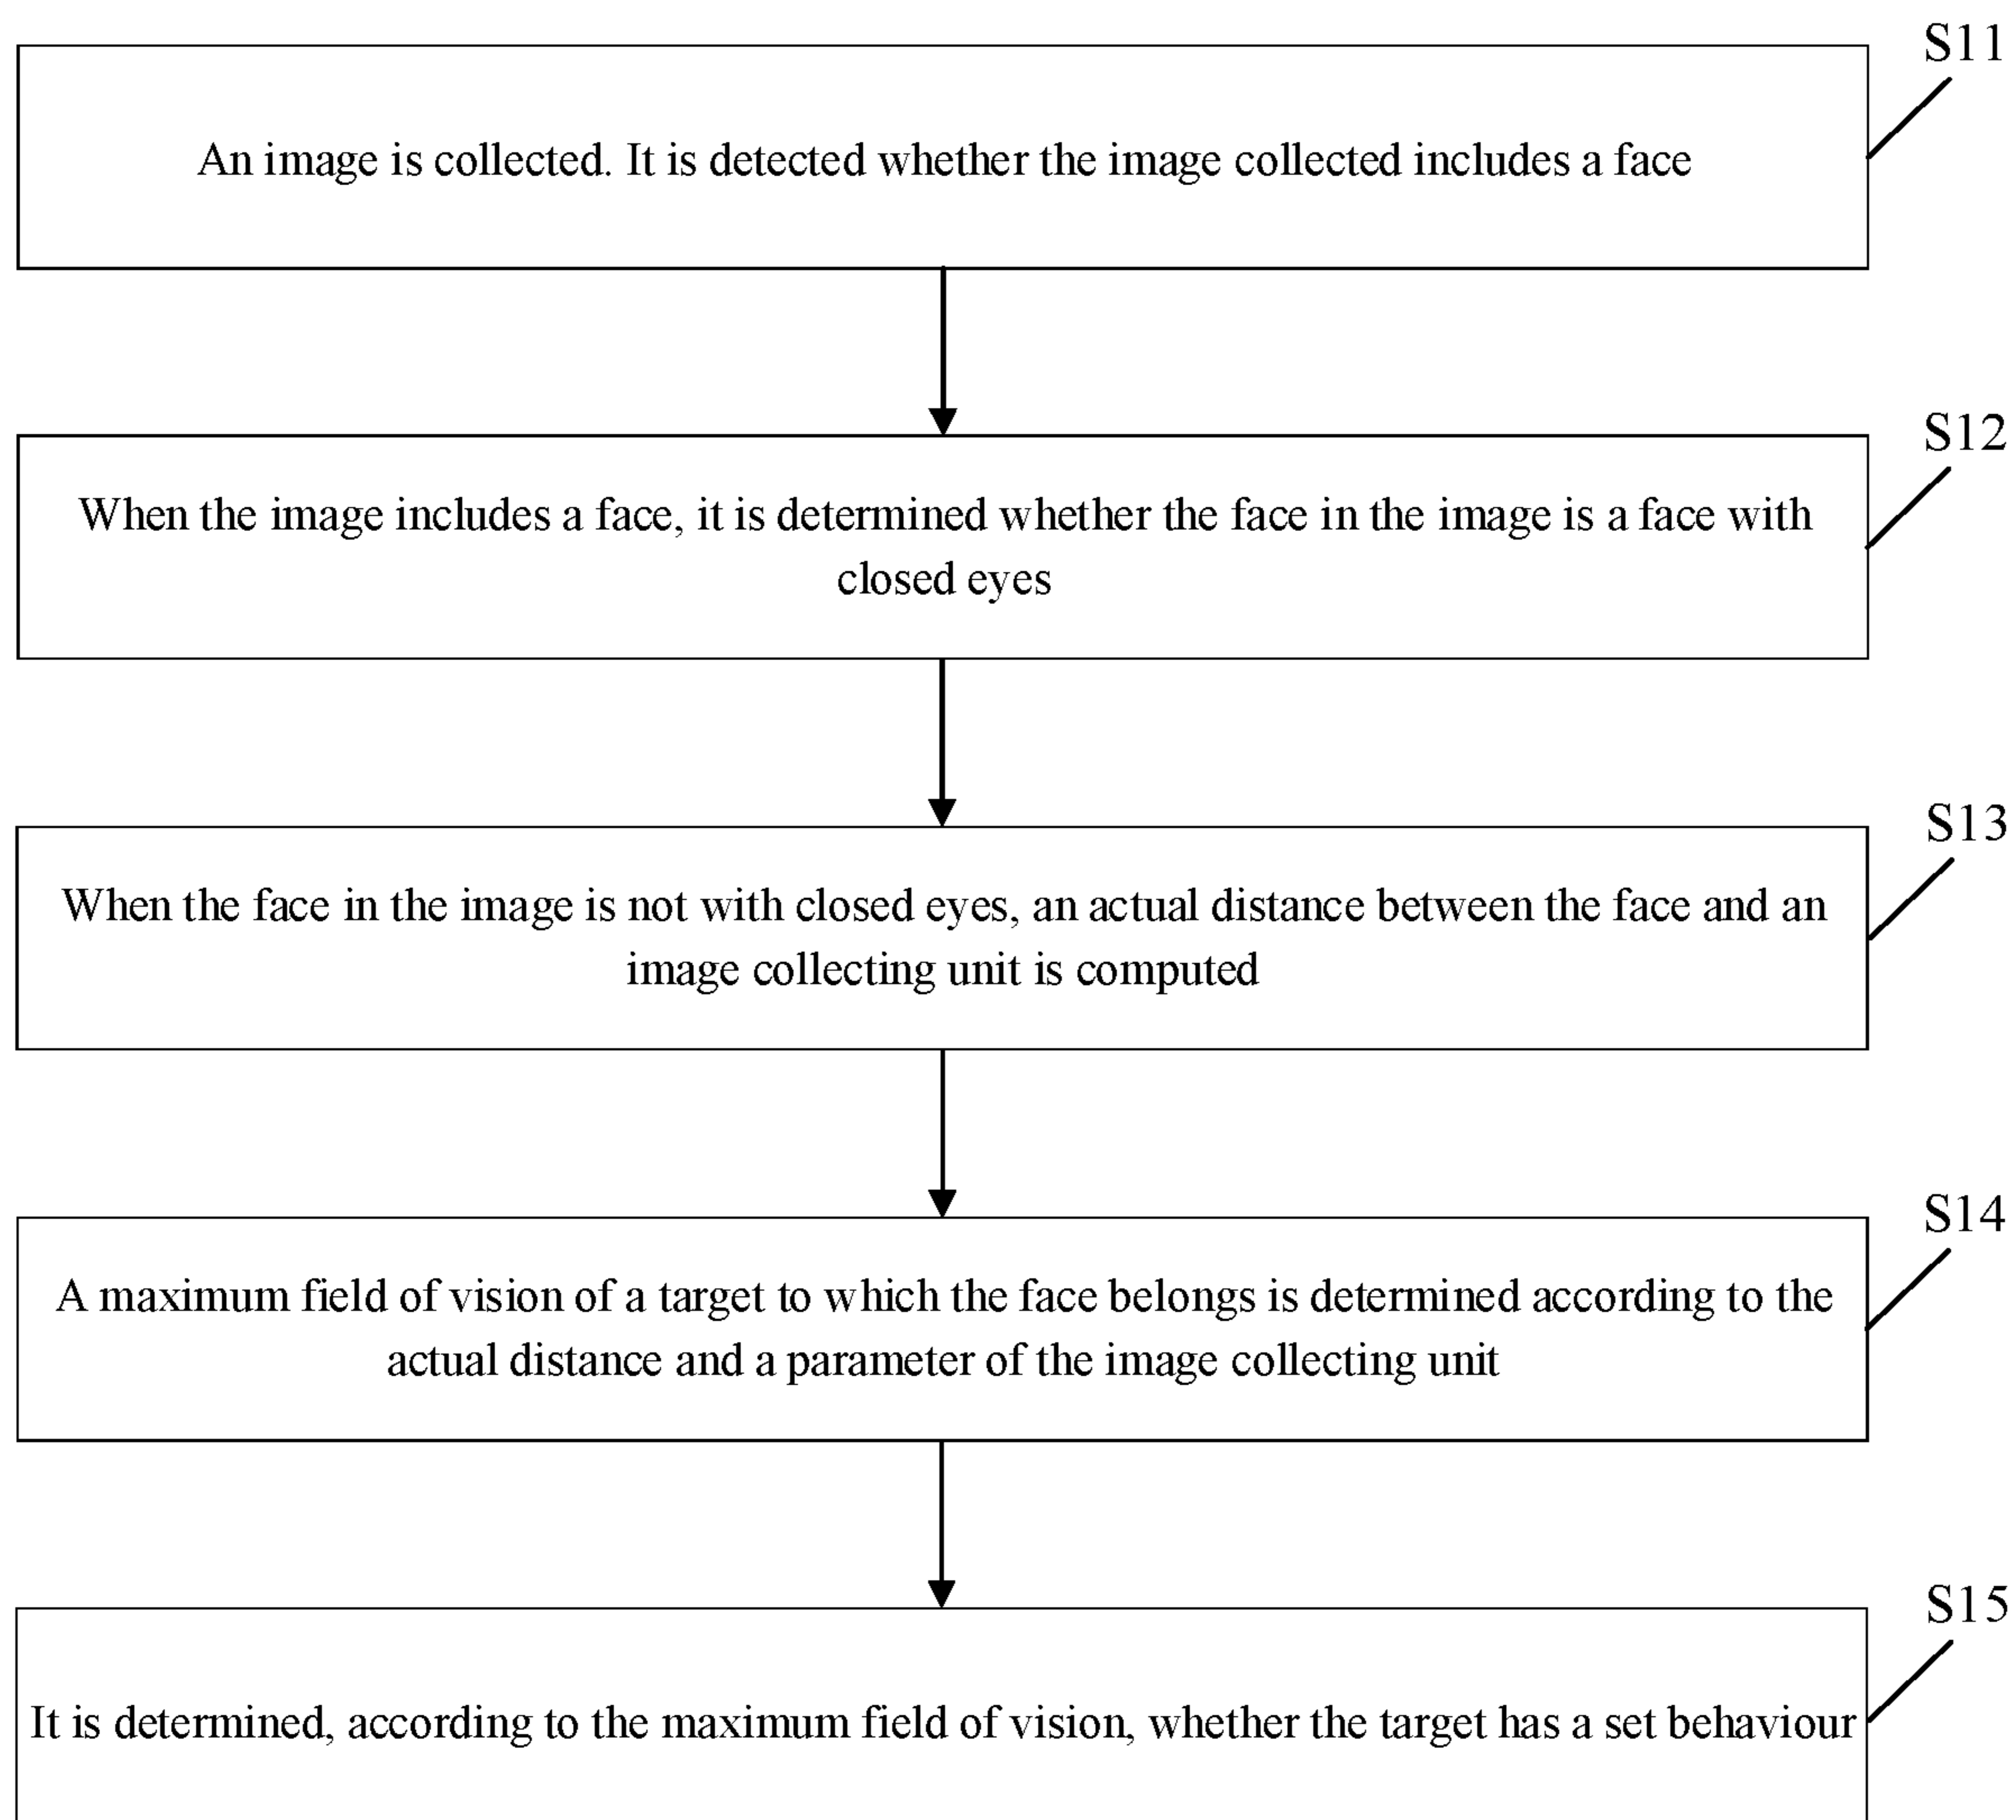 S11
An image is collected. It is detected whether the image collected includes a face
S12
When the image includes a face, it is determined whether the face in the image is a face with
closed eyes
S13
When the face in the image is not with closed eyes, an actual distance between the face and an
image collecting unit is computed
S14
A maximum field of vision of a target to which the face belongs is determined according to the
actual distance and a parameter of the image collecting unit
S15
It is determined, according to the maximum field of vision, whether the target has a set behaviour